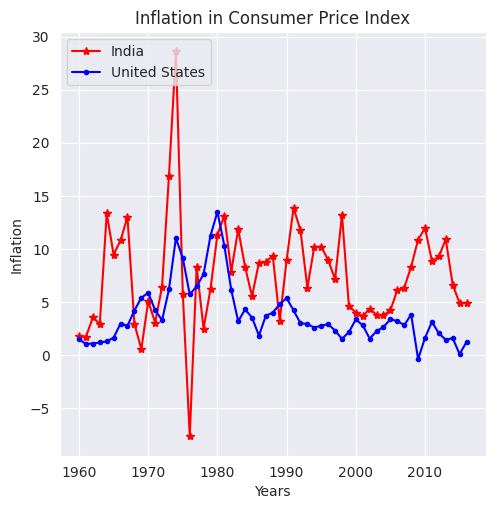 Inflation in Consumer Price Index
India
United States
30
25
20
15
10
5
0
−5
Inflation
1960 1970 1980 1990 2000 2010
Years